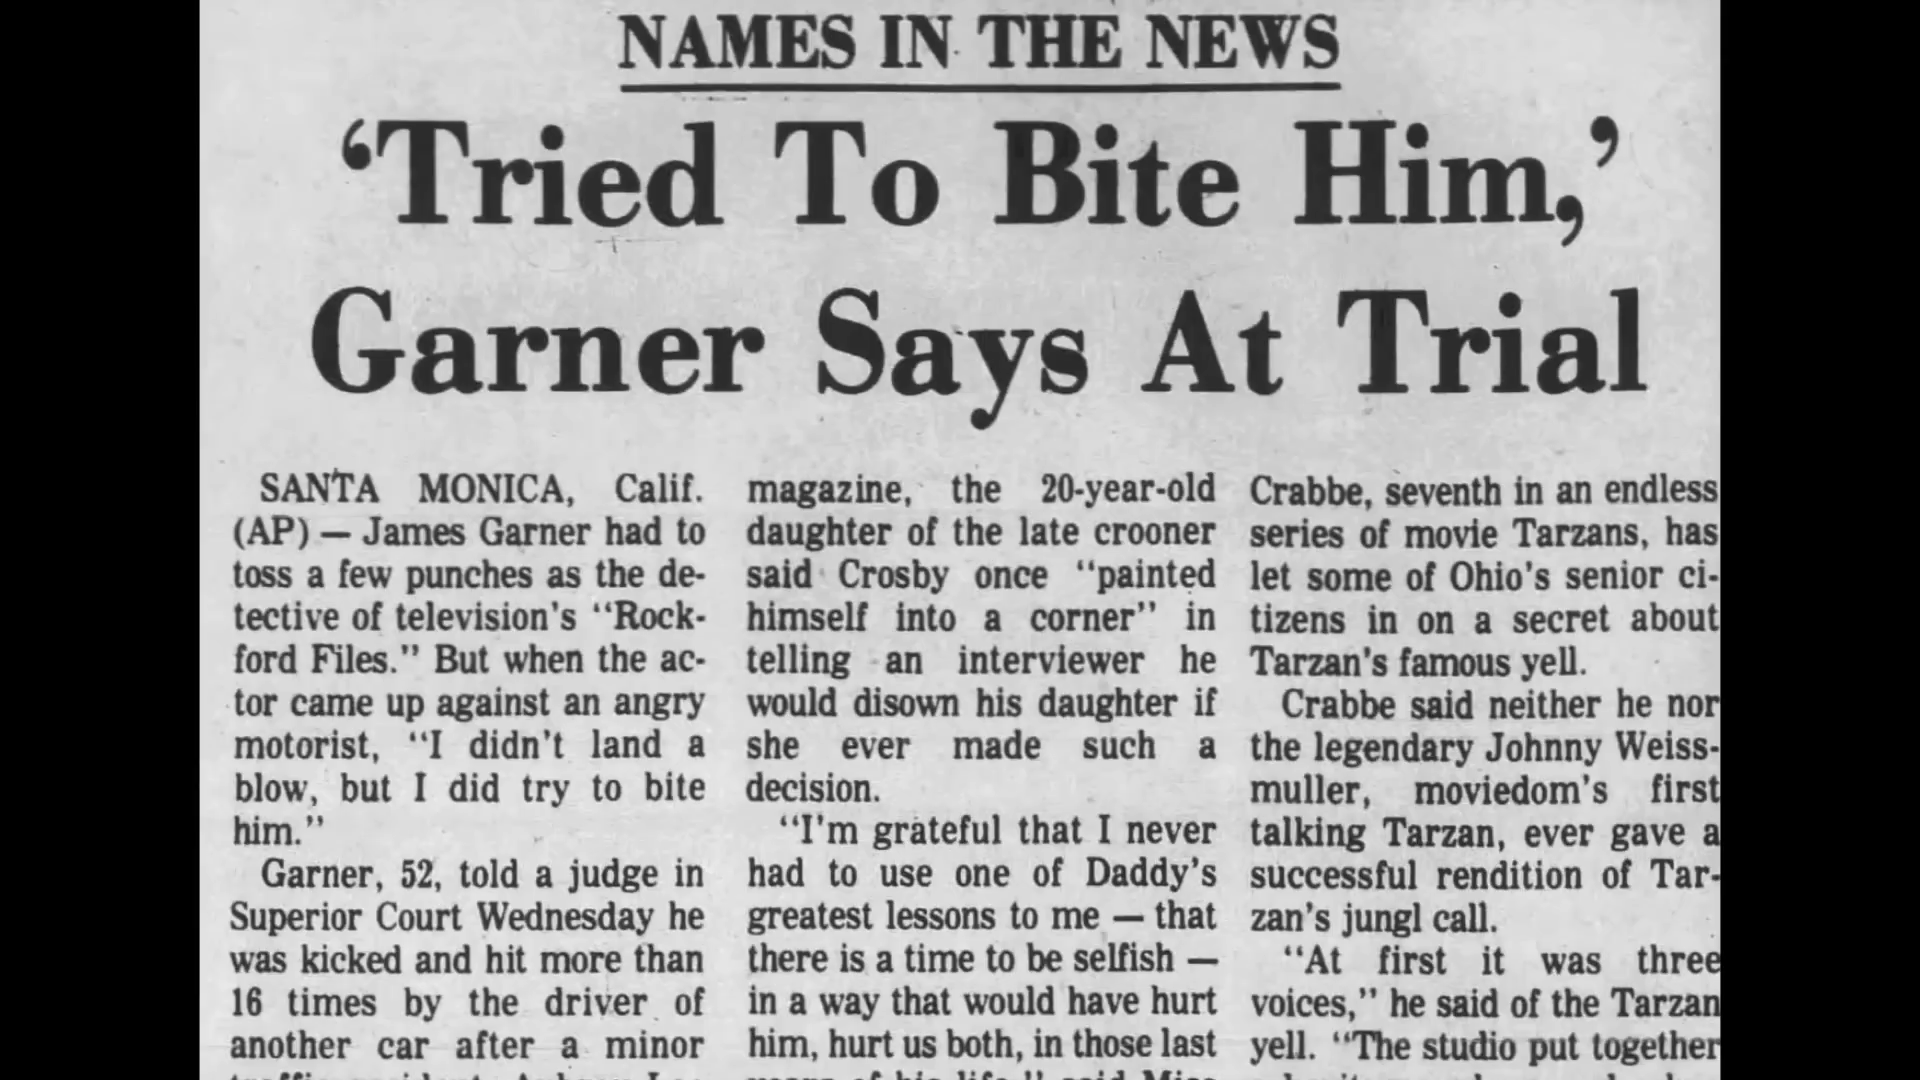 NAMES IN THE NEWS
‘Tried To Bite Him,’
Garner Says At Trial
SANTA MONICA, Calif.
(AP) — James Garner had to
toss a few punches as the de-
tective of television's “Rock-
ford Files.” But when the ac-
tor came up against an angry
motorist, “I didn't land a
blow, but I did try to bite
him.”
Garner, 52, told a judge in
Superior Court Wednesday he
was kicked and hit more than
16 times by the driver of
another car after a minor
magazine, the 20-year-old
daughter of the late crooner
said Crosby once “painted
himself into a corner” in
telling an interviewer he
would disown his daughter if
she ever made such a
decision.
“I'm grateful that I never
had to use one of Daddy's
greatest lessons to me — that
there is a time to be selfish —
in a way that would have hurt
him, hurt us both, in those last
Crabbe, seventh in an endless
series of movie Tarzans, has
let some of Ohio's senior ci-
tizens in on a secret about
Tarzan's famous yell.
Crabbe said neither he nor
the legendary Johnny Weiss-
muller, moviedom's first
talking Tarzan, ever gave a
successful rendition of Tar-
zan's jungl call.
“At first it was three
voices,” he said of the Tarzan
yell. “The studio put together